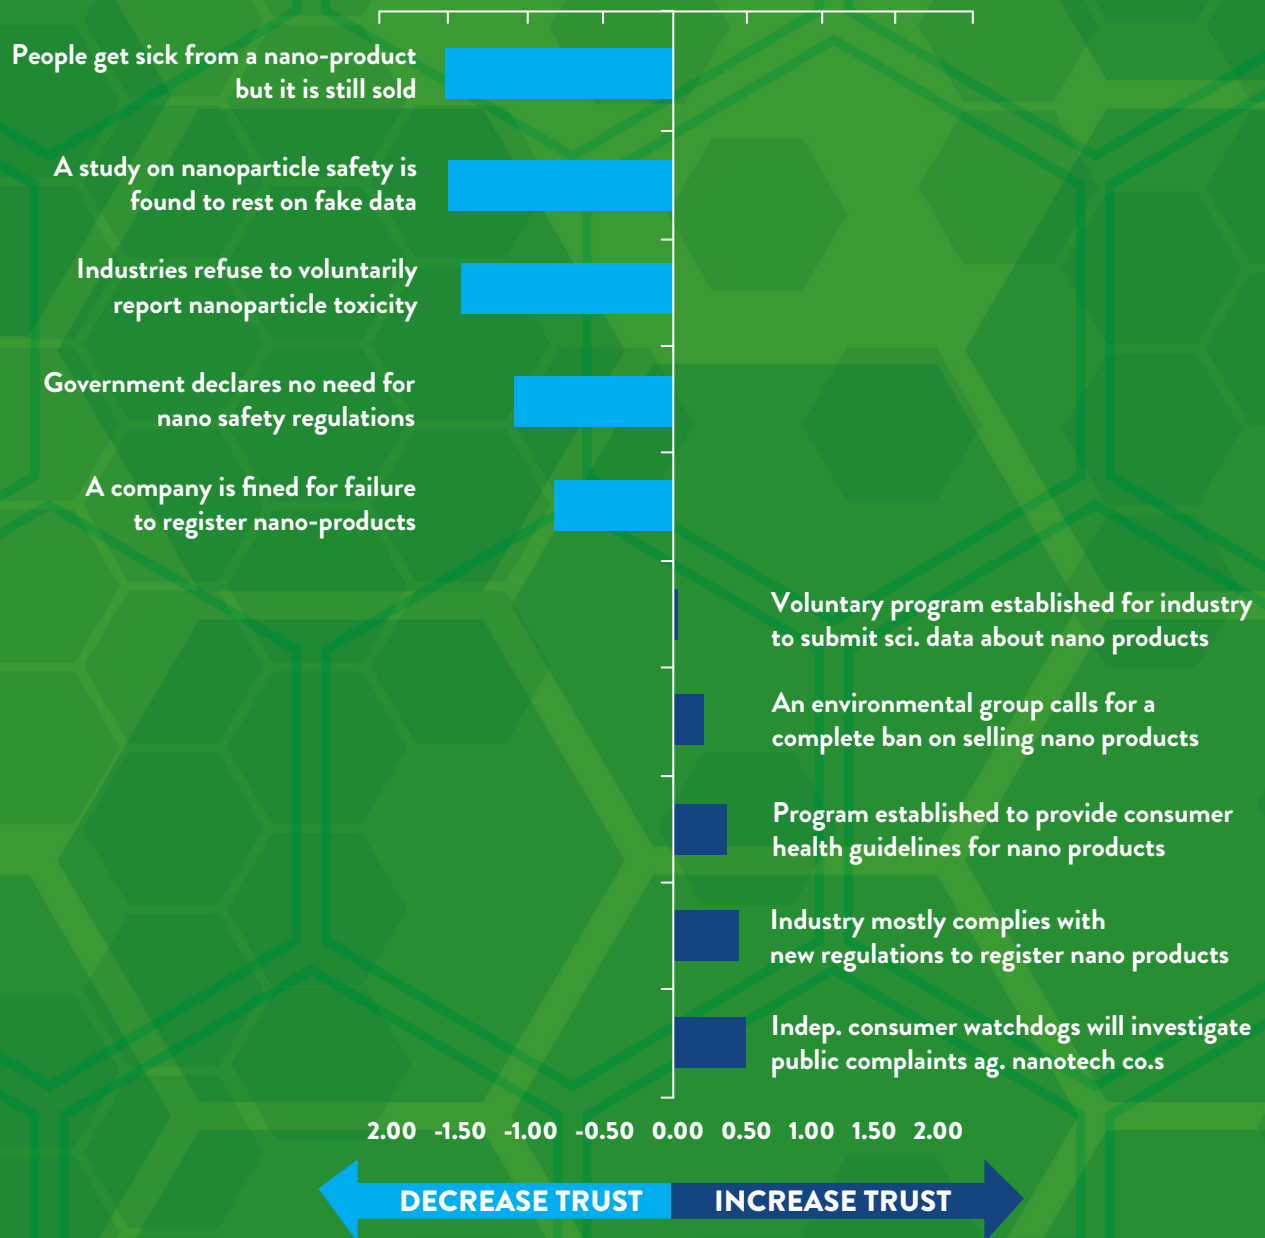 People get sick from a nano-product
but it is still sold
A study on nanoparticle safety is
found to rest on fake data
Industries refuse to voluntarily
report nanoparticle toxicity
Government declares no need for
nano safety regulations
A company is fined for failure
to register nano-products
Voluntary program established for industry
to submit sci. data about nano products
An environmental group calls for a
complete ban on selling nano products
Program established to provide consumer
health guidelines for nano products
Industry mostly complies with
new regulations to register nano products
Indep. consumer watchdogs will investigate
public complaints ag. nanotech co.s
2.00 -1.50 -1.00 -0.50 0.00 0.50 1.00 1.50 2.00
DECREASE TRUST INCREASE TRUST